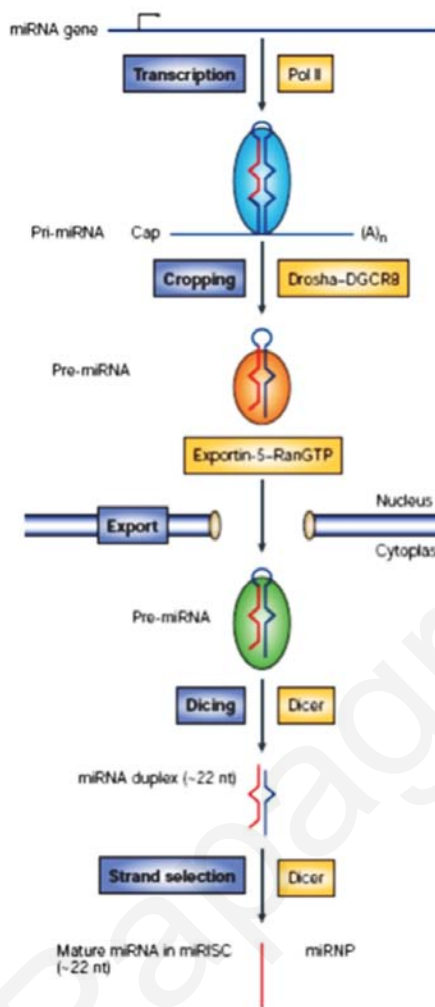 miRNA gene
Transcription Pol II
Pri-miRNA Cap (A)n
Cropping Drosha–DGCR8
Pre-miRNA
Exportin-5–RanGTP
Nucleus
Export
Cytoplas
Pre-miRNA
Dicing Dicer
miRNA duplex (~22 nt)
Strand selection Dicer
Mature miRNA in miRISC miRNP
(~22 nt)